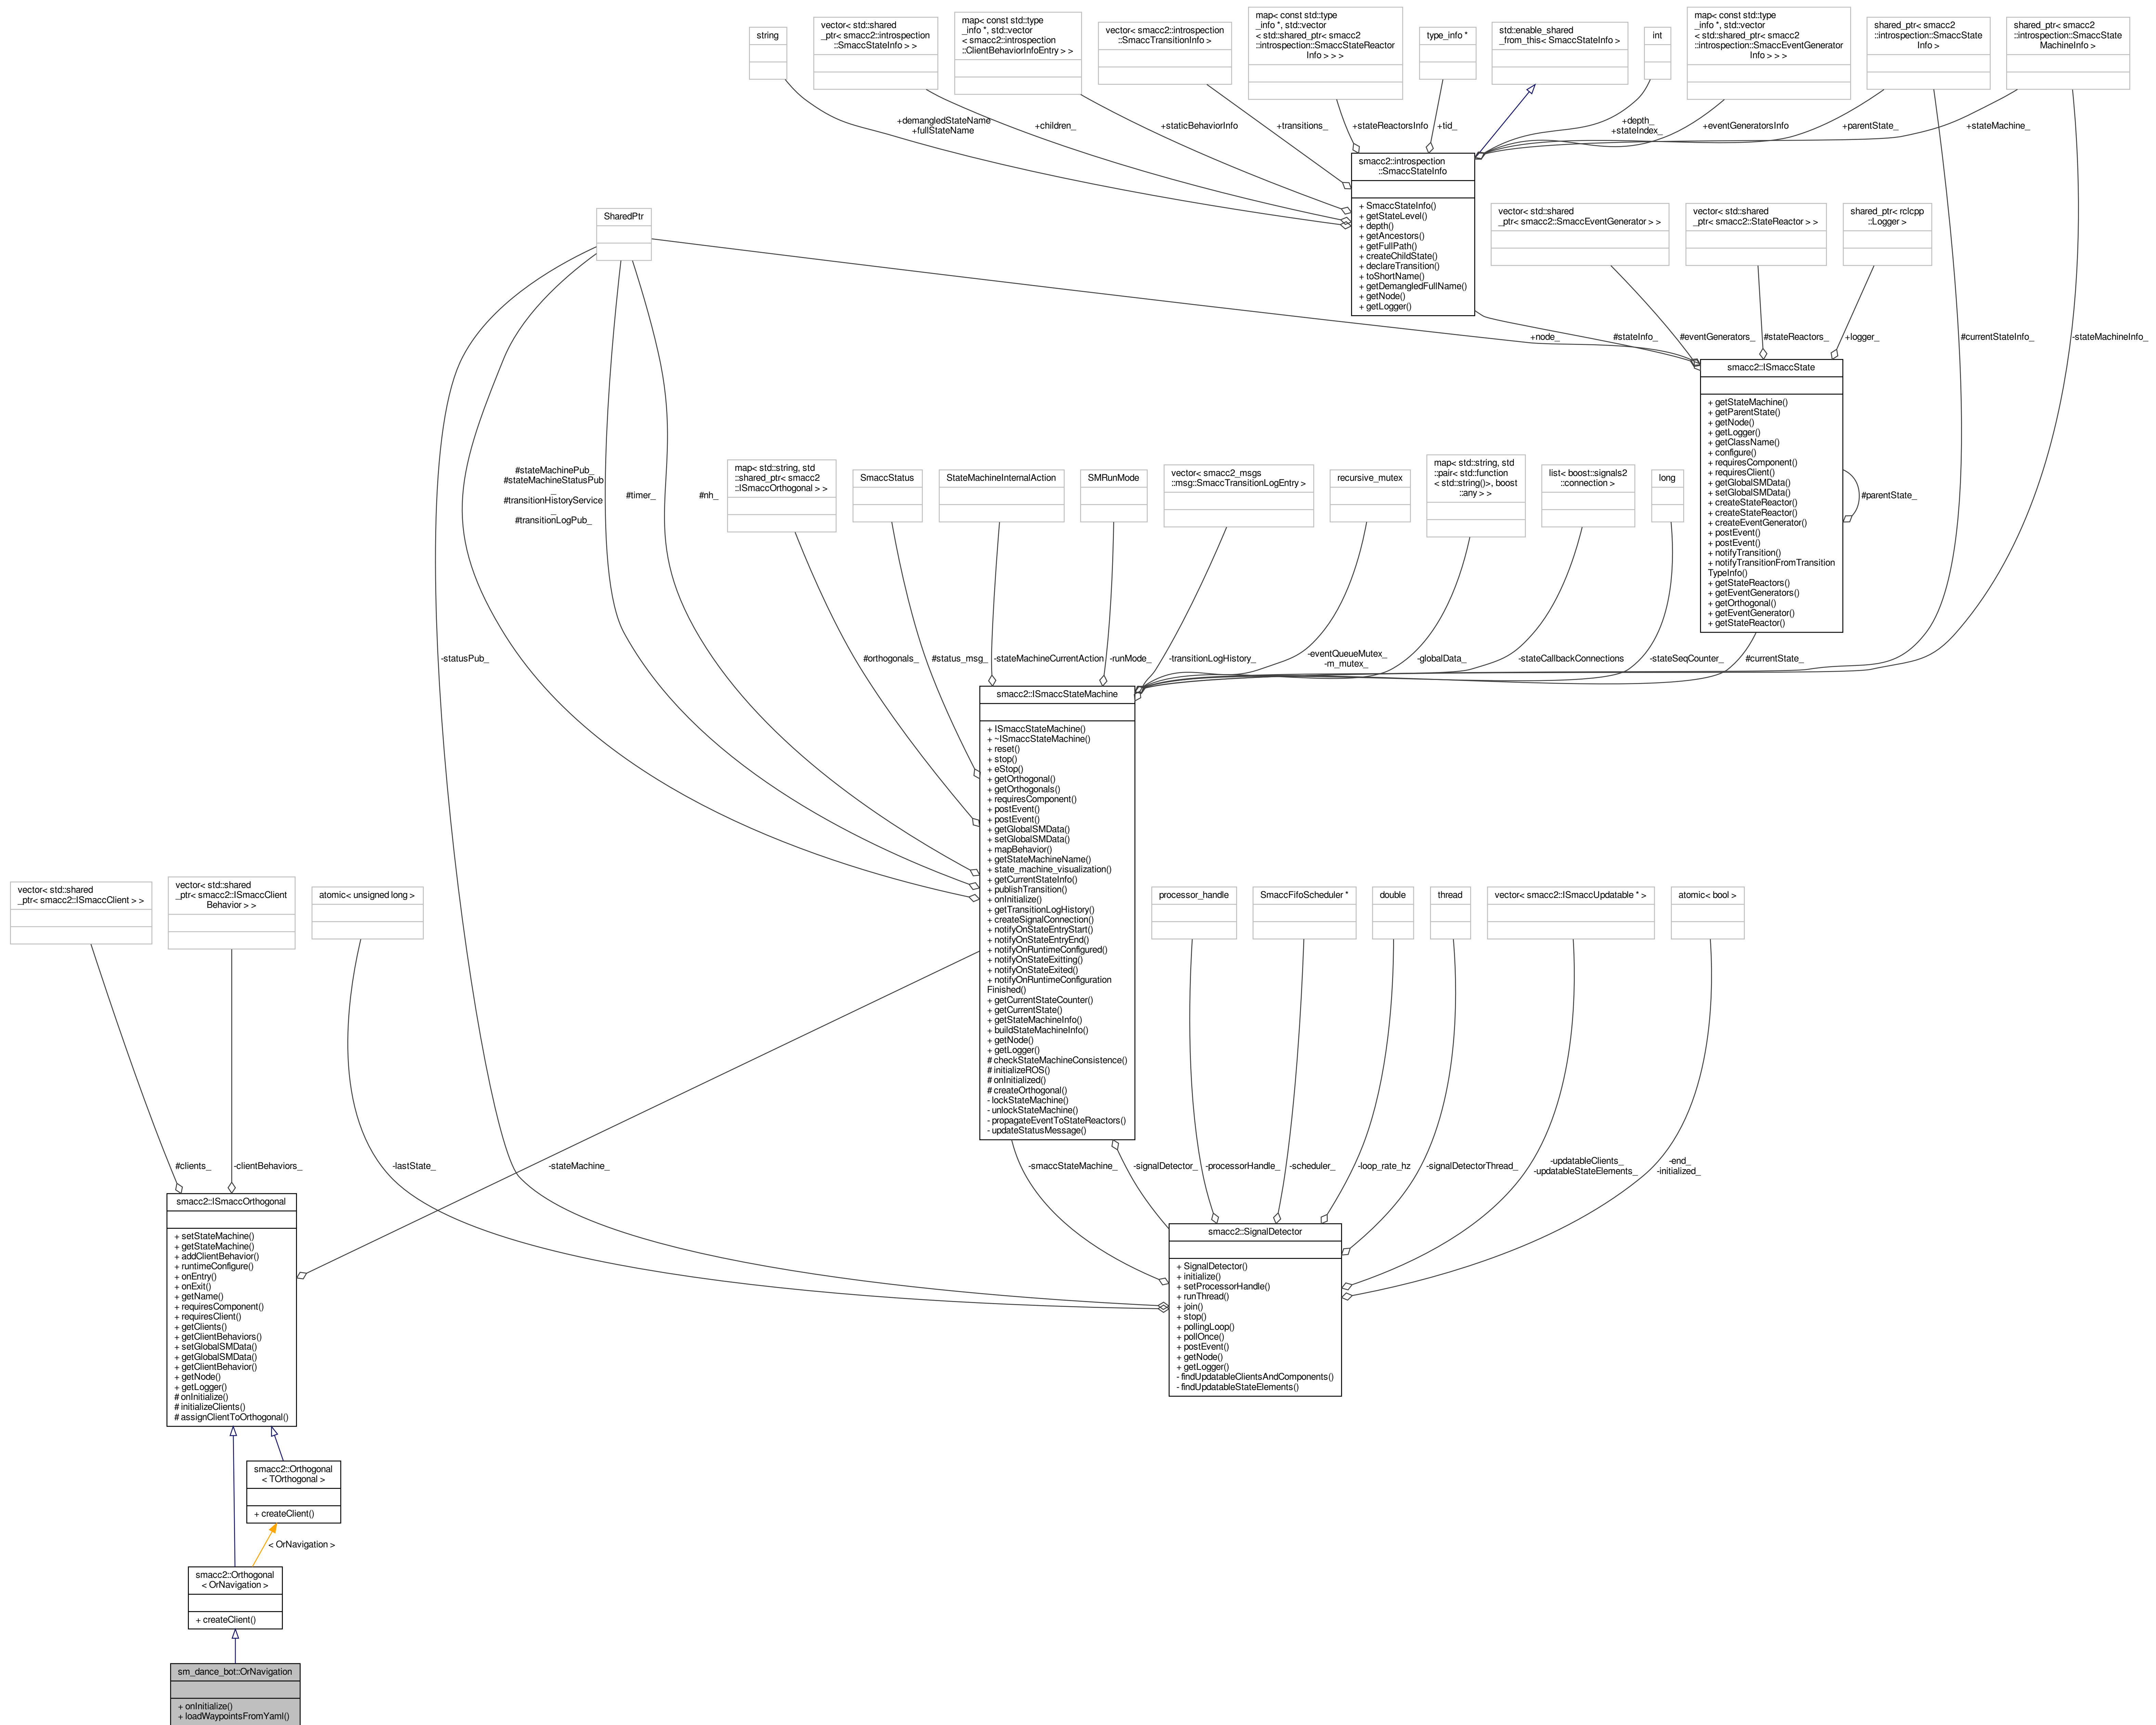 string
vector< std::shared
_ptr< smacc2::introspection
::SmaccStateInfo > >
map< const std::type
_info *, std::vector
< smacc2::introspection
::ClientBehaviorInfoEntry > >
vector< smacc2::introspection
::SmaccTransitionInfo >
map< const std::type
_info *, std::vector
< std::shared_ptr< smacc2
::introspection::SmaccStateReactor
Info > > >
type_info *
std::enable_shared
_from_this< SmaccStateInfo >
int
map< const std::type
_info *, std::vector
< std::shared_ptr< smacc2
::introspection::SmaccEventGenerator
Info > > >
shared_ptr< smacc2
::introspection::SmaccState
Info >
shared_ptr< smacc2
::introspection::SmaccState
MachineInfo >
+demangledStateName
+fullStateName
+children_
+staticBehaviorInfo
+transitions_
+stateReactorsInfo
+tid_
+depth_
+stateIndex_
+eventGeneratorsInfo
+parentState_
+stateMachine_
smacc2::introspection
::SmaccStateInfo
+ SmaccStateInfo()
+ getStateLevel()
+ depth()
+ getAncestors()
+ getFullPath()
+ createChildState()
+ declareTransition()
+ toShortName()
+ getDemangledFullName()
+ getNode()
+ getLogger()
SharedPtr
vector< std::shared
_ptr< smacc2::SmaccEventGenerator > >
vector< std::shared
_ptr< smacc2::StateReactor > >
shared_ptr< rclcpp
::Logger >
+node_
#stateInfo_
#eventGenerators_
#stateReactors_
+logger_
#currentStateInfo_
-stateMachineInfo_
smacc2::ISmaccState
+ getStateMachine()
+ getParentState()
+ getNode()
+ getLogger()
+ getClassName()
+ configure()
+ requiresComponent()
+ requiresClient()
+ getGlobalSMData()
+ setGlobalSMData()
+ createStateReactor()
+ createStateReactor()
+ createEventGenerator()
+ postEvent()
+ postEvent()
+ notifyTransition()
+ notifyTransitionFromTransition
TypeInfo()
+ getStateReactors()
+ getEventGenerators()
+ getOrthogonal()
+ getEventGenerator()
+ getStateReactor()
#parentState_
#stateMachinePub_
#stateMachineStatusPub
_
#transitionHistoryService
_
#transitionLogPub_
#timer_
#nh_
map< std::string, std
::shared_ptr< smacc2
::ISmaccOrthogonal > >
SmaccStatus
StateMachineInternalAction
SMRunMode
vector< smacc2_msgs
::msg::SmaccTransitionLogEntry >
recursive_mutex
map< std::string, std
::pair< std::function
< std::string()>, boost
::any > >
list< boost::signals2
::connection >
long
-statusPub_
#orthogonals_
#status_msg_
-stateMachineCurrentAction
-runMode_
-transitionLogHistory_
-eventQueueMutex_
-m_mutex_
-globalData_
-stateCallbackConnections
-stateSeqCounter_
#currentState_
smacc2::ISmaccStateMachine
+ ISmaccStateMachine()
+ ~ISmaccStateMachine()
+ reset()
+ stop()
+ eStop()
+ getOrthogonal()
+ getOrthogonals()
+ requiresComponent()
+ postEvent()
+ postEvent()
+ getGlobalSMData()
+ setGlobalSMData()
+ mapBehavior()
+ getStateMachineName()
+ state_machine_visualization()
+ getCurrentStateInfo()
+ publishTransition()
+ onInitialize()
+ getTransitionLogHistory()
+ createSignalConnection()
+ notifyOnStateEntryStart()
+ notifyOnStateEntryEnd()
+ notifyOnRuntimeConfigured()
+ notifyOnStateExitting()
+ notifyOnStateExited()
+ notifyOnRuntimeConfiguration
Finished()
+ getCurrentStateCounter()
+ getCurrentState()
+ getStateMachineInfo()
+ buildStateMachineInfo()
+ getNode()
+ getLogger()
# checkStateMachineConsistence()
# initializeROS()
# onInitialized()
# createOrthogonal()
- lockStateMachine()
- unlockStateMachine()
- propagateEventToStateReactors()
- updateStatusMessage()
vector< std::shared
_ptr< smacc2::ISmaccClient > >
vector< std::shared
_ptr< smacc2::ISmaccClient
Behavior > >
atomic< unsigned long >
processor_handle
SmaccFifoScheduler *
double
thread
vector< smacc2::ISmaccUpdatable * >
atomic< bool >
#clients_
-clientBehaviors_
-lastState_
-stateMachine_
-smaccStateMachine_
-signalDetector_
-processorHandle_
-scheduler_
-loop_rate_hz
-signalDetectorThread_
-updatableClients_
-updatableStateElements_
-end_
-initialized_
smacc2::ISmaccOrthogonal
+ setStateMachine()
+ getStateMachine()
+ addClientBehavior()
+ runtimeConfigure()
+ onEntry()
+ onExit()
+ getName()
+ requiresComponent()
+ requiresClient()
+ getClients()
+ getClientBehaviors()
+ setGlobalSMData()
+ getGlobalSMData()
+ getClientBehavior()
+ getNode()
+ getLogger()
# onInitialize()
# initializeClients()
# assignClientToOrthogonal()
smacc2::SignalDetector
+ SignalDetector()
+ initialize()
+ setProcessorHandle()
+ runThread()
+ join()
+ stop()
+ pollingLoop()
+ pollOnce()
+ postEvent()
+ getNode()
+ getLogger()
- findUpdatableClientsAndComponents()
- findUpdatableStateElements()
smacc2::Orthogonal
< TOrthogonal >
+ createClient()
< OrNavigation >
smacc2::Orthogonal
< OrNavigation >
+ createClient()
sm_dance_bot::OrNavigation
+ onInitialize()
+ loadWaypointsFromYaml()